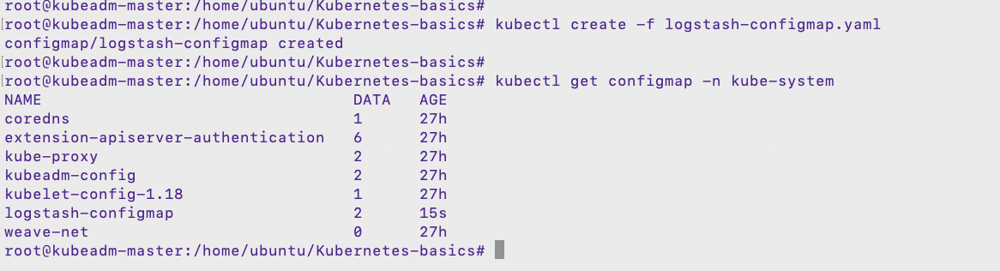 root@kubeadm-master:/home/ubuntu/Kubernetes-basics#
[root@kubeadm-master:/home/ubuntu/Kubernetes-basics# kubectl create -f logstash-configmap.yaml
configmap/logstash-configmap created
[root@kubeadm-master:/home/ubuntu/Kubernetes-basics#
[root@kubeadm-master:/home/ubuntu/Kubernetes-basics# kubectl get configmap -n kube-system
NAME DATA AGE
coredns 1 27h
extension-apiserver-authentication 6 27h
kube-proxy 2 27h
kubeadm-config 2 27h
kubelet-config-1.18 1 27h
logstash-configmap 2 15s
weave-net 0 27h
root@kubeadm-master:/home/ubuntu/Kubernetes-basics#